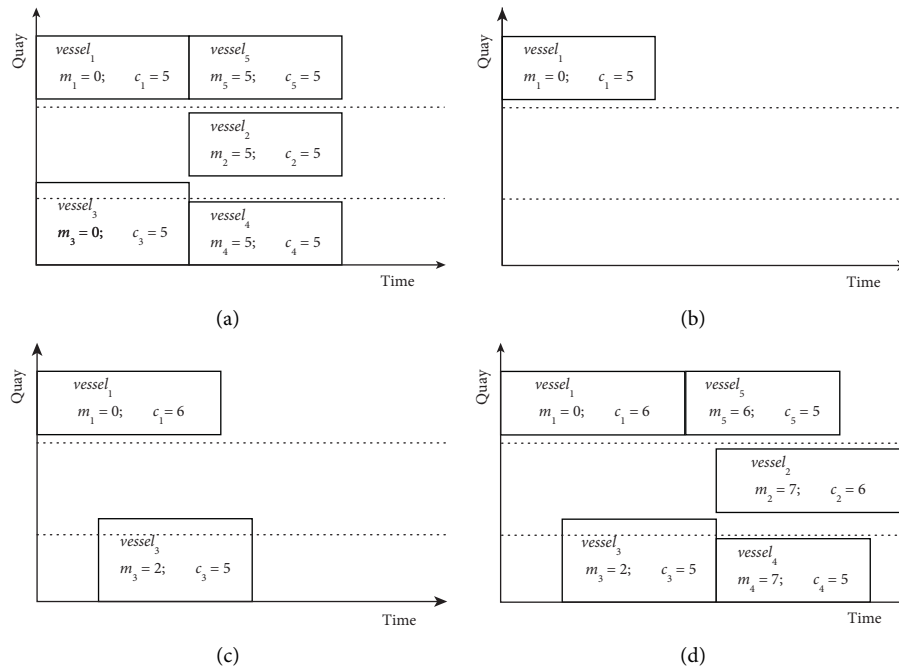 Quay
vessel1 vessel5
m1 = 0; c1 = 5 m5 = 5; c5 = 5
vessel2
m2 = 5; c2 = 5
vessel3 vessel4
m3 = 0; c3 = 5 m4 = 5; c4 = 5
Time
(a)
Quay
vessel1
m1 = 0; c1 = 5
Time
(b)
Quay
vessel1
m1 = 0; c1 = 6
vessel3
m3 = 2; c3 = 5
Time
(c)
Quay
vessel1 vessel5
m1 = 0; c1 = 6 m5 = 6; c5 = 5
vessel2
m2 = 7; c2 = 6
vessel3 vessel4
m3 = 2; c3 = 5 m4 = 7; c4 = 5
Time
(d)